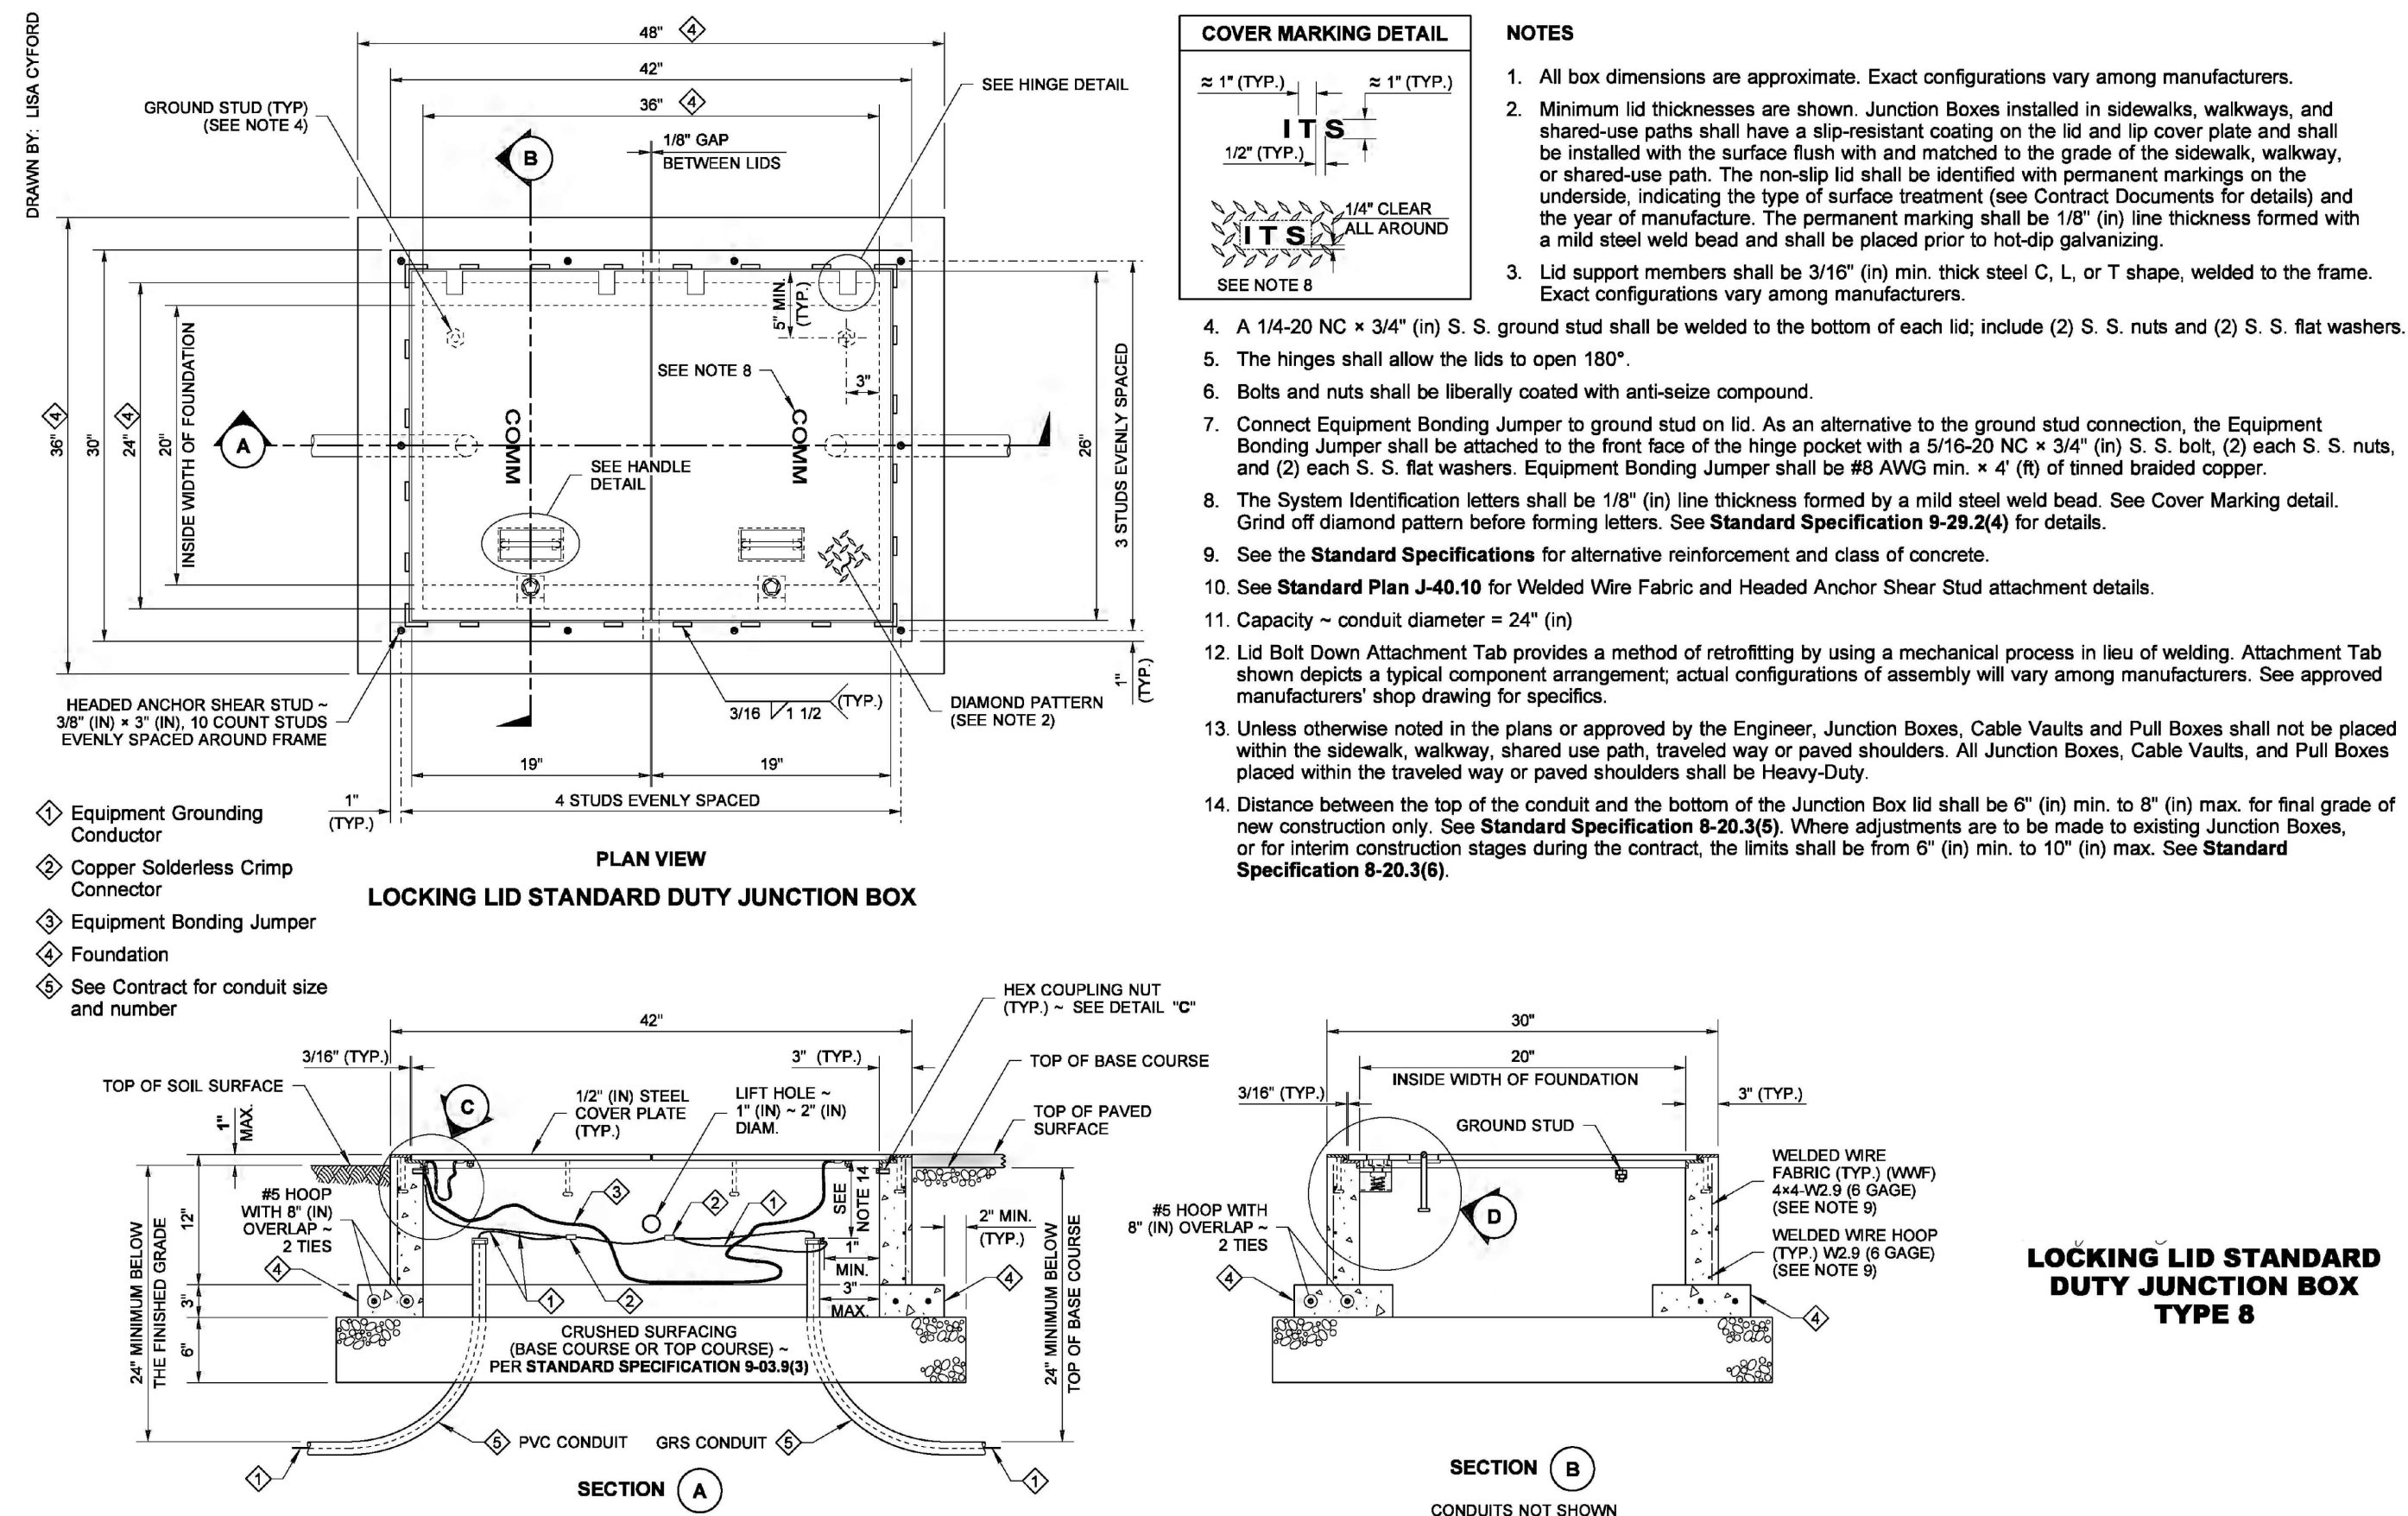 DRAWN BY: LISA CYFORD
48" 4
42"
36" 4
1/8" GAP
BETWEEN LIDS
SEE HINGE DETAIL
GROUND STUD (TYP)
(SEE NOTE 4)
B
36" 4
30"
24" 4
20"
INSIDE WIDTH OF FOUNDATION
A
5" MIN.
(TYP.)
3"
SEE NOTE 8
COMM
COMM
SEE HANDLE
DETAIL
26"
3 STUDS EVENLY SPACED
1"
(TYP.)
HEADED ANCHOR SHEAR STUD ~
3/8" (IN) × 3" (IN), 10 COUNT STUDS
EVENLY SPACED AROUND FRAME
3/16 1 1/2 (TYP.)
DIAMOND PATTERN
(SEE NOTE 2)
19" 19"
1"
(TYP.)
4 STUDS EVENLY SPACED
PLAN VIEW
LOCKING LID STANDARD DUTY JUNCTION BOX
1 Equipment Grounding
Conductor
2 Copper Solderless Crimp
Connector
3 Equipment Bonding Jumper
4 Foundation
5 See Contract for conduit size
and number
COVER MARKING DETAIL
≈ 1" (TYP.) ≈ 1" (TYP.)
ITS
1/2" (TYP.)
1/4" CLEAR
ALL AROUND
ITS
SEE NOTE 8
NOTES
1. All box dimensions are approximate. Exact configurations vary among manufacturers.
2. Minimum lid thicknesses are shown. Junction Boxes installed in sidewalks, walkways, and
shared-use paths shall have a slip-resistant coating on the lid and lip cover plate and shall
be installed with the surface flush with and matched to the grade of the sidewalk, walkway,
or shared-use path. The non-slip lid shall be identified with permanent markings on the
underside, indicating the type of surface treatment (see Contract Documents for details) and
the year of manufacture. The permanent marking shall be 1/8" (in) line thickness formed with
a mild steel weld bead and shall be placed prior to hot-dip galvanizing.
3. Lid support members shall be 3/16" (in) min. thick steel C, L, or T shape, welded to the frame.
Exact configurations vary among manufacturers.
4. A 1/4-20 NC × 3/4" (in) S. S. ground stud shall be welded to the bottom of each lid; include (2) S. S. nuts and (2) S. S. flat washers.
5. The hinges shall allow the lids to open 180°.
6. Bolts and nuts shall be liberally coated with anti-seize compound.
7. Connect Equipment Bonding Jumper to ground stud on lid. As an alternative to the ground stud connection, the Equipment
Bonding Jumper shall be attached to the front face of the hinge pocket with a 5/16-20 NC × 3/4" (in) S. S. bolt, (2) each S. S. nuts,
and (2) each S. S. flat washers. Equipment Bonding Jumper shall be #8 AWG min. × 4' (ft) of tinned braided copper.
8. The System Identification letters shall be 1/8" (in) line thickness formed by a mild steel weld bead. See Cover Marking detail.
Grind off diamond pattern before forming letters. See Standard Specification 9-29.2(4) for details.
9. See the Standard Specifications for alternative reinforcement and class of concrete.
10. See Standard Plan J-40.10 for Welded Wire Fabric and Headed Anchor Shear Stud attachment details.
11. Capacity ~ conduit diameter = 24" (in)
12. Lid Bolt Down Attachment Tab provides a method of retrofitting by using a mechanical process in lieu of welding. Attachment Tab
shown depicts a typical component arrangement; actual configurations of assembly will vary among manufacturers. See approved
manufacturers' shop drawing for specifics.
13. Unless otherwise noted in the plans or approved by the Engineer, Junction Boxes, Cable Vaults and Pull Boxes shall not be placed
within the sidewalk, walkway, shared use path, traveled way or paved shoulders. All Junction Boxes, Cable Vaults, and Pull Boxes
placed within the traveled way or paved shoulders shall be Heavy-Duty.
14. Distance between the top of the conduit and the bottom of the Junction Box lid shall be 6" (in) min. to 8" (in) max. for final grade of
new construction only. See Standard Specification 8-20.3(5). Where adjustments are to be made to existing Junction Boxes,
or for interim construction stages during the contract, the limits shall be from 6" (in) min. to 10" (in) max. See Standard
Specification 8-20.3(6).
42"
3/16" (TYP.)
3" (TYP.)
HEX COUPLING NUT
(TYP.) ~ SEE DETAIL "C"
TOP OF BASE COURSE
TOP OF PAVED
SURFACE
TOP OF SOIL SURFACE
1"
MAX.
C
1/2" (IN) STEEL
COVER PLATE
(TYP.)
LIFT HOLE ~
1" (IN) ~ 2" (IN)
DIAM.
#5 HOOP
WITH 8" (IN)
OVERLAP ~
2 TIES
4
24" MINIMUM BELOW
THE FINISHED GRADE
12"
3"
6"
3
2
1
SEE
NOTE 14
1"
MIN.
3"
MAX.
2" MIN.
(TYP.)
4
24" MINIMUM BELOW
TOP OF BASE COURSE
1
2
CRUSHED SURFACING
(BASE COURSE OR TOP COURSE) ~
PER STANDARD SPECIFICATION 9-03.9(3)
5 PVC CONDUIT GRS CONDUIT 5
1
1
SECTION A
30"
20"
INSIDE WIDTH OF FOUNDATION
3/16" (TYP.)
3" (TYP.)
GROUND STUD
#5 HOOP WITH
8" (IN) OVERLAP ~
2 TIES
4
D
WELDED WIRE
FABRIC (TYP.) (WWF)
4×4-W2.9 (6 GAGE)
(SEE NOTE 9)
WELDED WIRE HOOP
(TYP.) W2.9 (6 GAGE)
(SEE NOTE 9)
4
SECTION B
CONDUITS NOT SHOWN
LOCKING LID STANDARD
DUTY JUNCTION BOX
TYPE 8